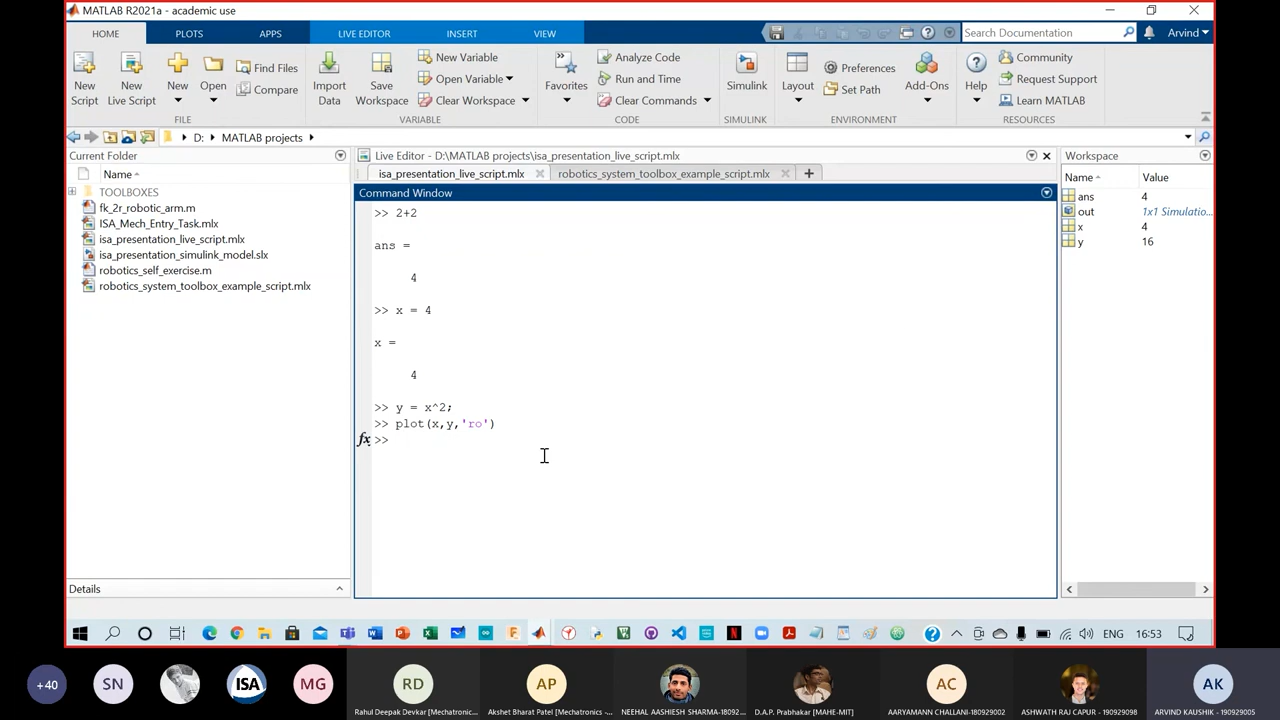 MATLAB R2021a - academic use
HOME PLOTS APPS LIVE EDITOR INSERT VIEW Search Documentation Arvind
New Script
New Live Script
New
Open
Find Files
Compare
Import Data
Save Workspace
New Variable
Open Variable
Clear Workspace
Favorites
Analyze Code
Run and Time
Clear Commands
Simulink
Layout
Preferences
Set Path
Add-Ons
Help
Community
Request Support
Learn MATLAB
FILE VARIABLE CODE SIMULINK ENVIRONMENT RESOURCES
D: MATLAB projects
Current Folder
Name
TOOLBOXES
fk_2r_robotic_arm.m
ISA_Mech_Entry_Task.mlx
isa_presentation_live_script.mlx
isa_presentation_simulink_model.slx
robotics_self_exercise.m
robotics_system_toolbox_example_script.mlx
Details
Live Editor - D:\MATLAB projects\isa_presentation_live_script.mlx
isa_presentation_live_script.mlx robotics_system_toolbox_example_script.mlx
Command Window
>> 2+2
ans =
4
>> x = 4
x =
4
>> y = x^2;
>> plot(x,y,'ro')
fx >>
Workspace
Name Value
ans 4
out 1x1 Simulatio...
x 4
y 16
ENG 16:53
+40 SN ISA MG RD AP AC AK
Rahul Deepak Devkar [Mechatronic...
Akshet Bharat Patel [Mechatronics -...
NEEHAL AASHIESH SHARMA-18092...
D.A.P. Prabhakar [MAHE-MIT]
AARYAMANN CHALLANI-180929002
ASHWATH RAJ CAPUR - 190929098
ARVIND KAUSHIK - 190929005